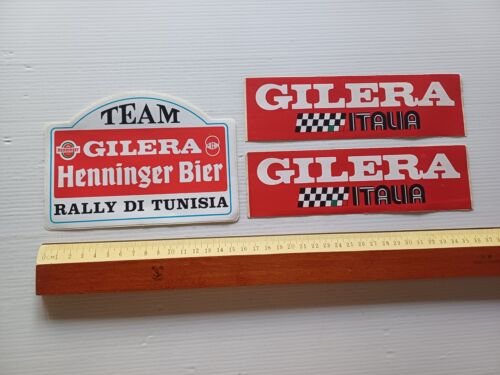 TEAM
GILERA
Henninger Bier
RALLY DI TUNISIA
GILERA
ITALIA
GILERA
ITALIA